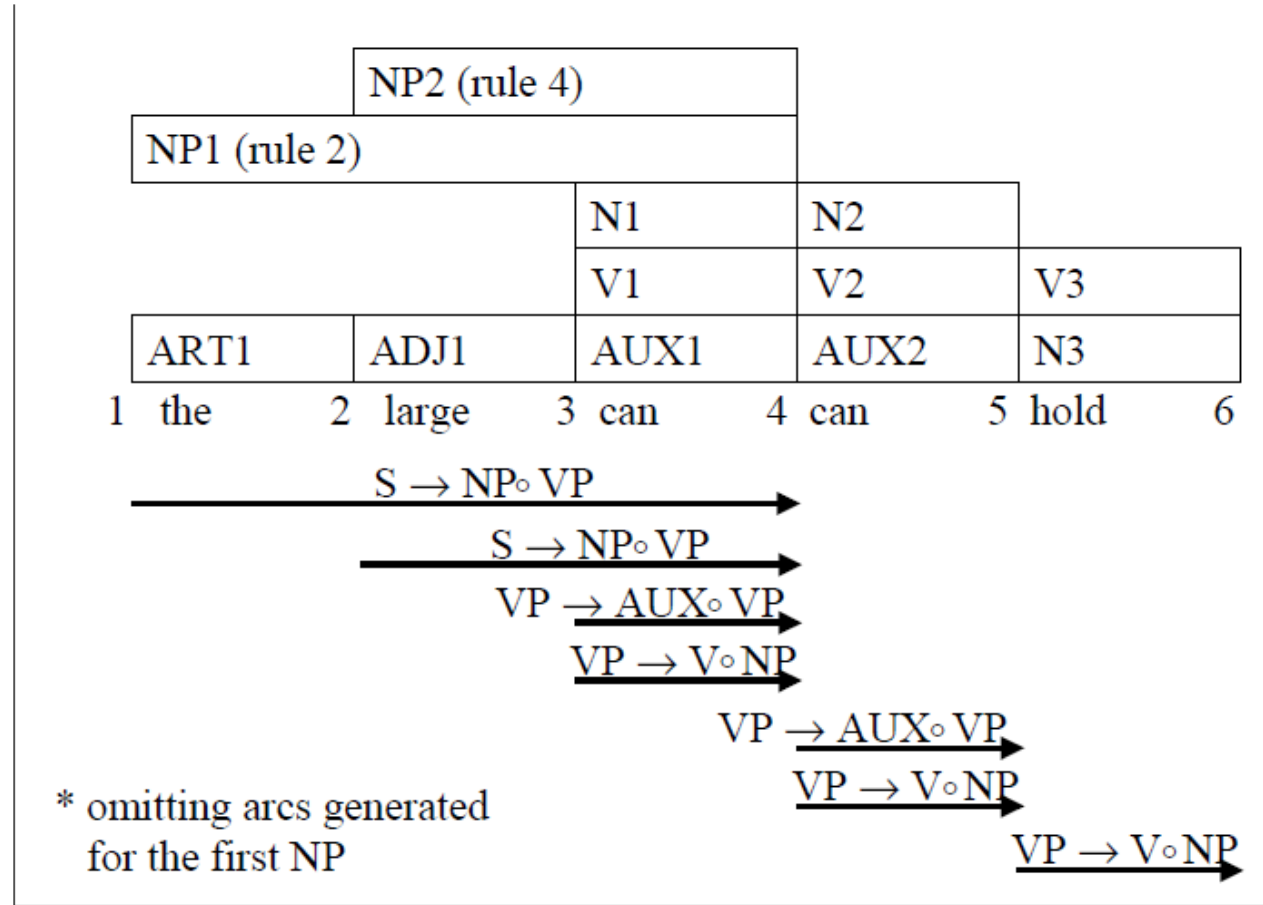 NP2 (rule 4)
NP1 (rule 2)
N1 N2
V1 V2 V3
ART1 ADJ1 AUX1 AUX2 N3
1 the 2 large 3 can 4 can 5 hold 6
S → NP∘VP
S → NP∘VP
VP → AUX∘VP
VP → V∘NP
VP → AUX∘VP
VP → V∘NP
* omitting arcs generated
for the first NP
VP → V∘NP